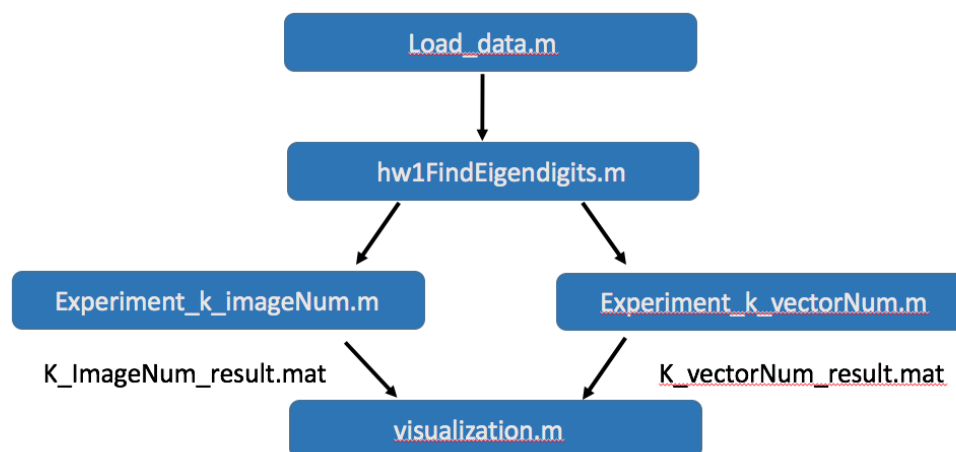 Load_data.m
hw1FindEigendigits.m
Experiment_k_imageNum.m
Experiment_k_vectorNum.m
K_ImageNum_result.mat
K_vectorNum_result.mat
visualization.m